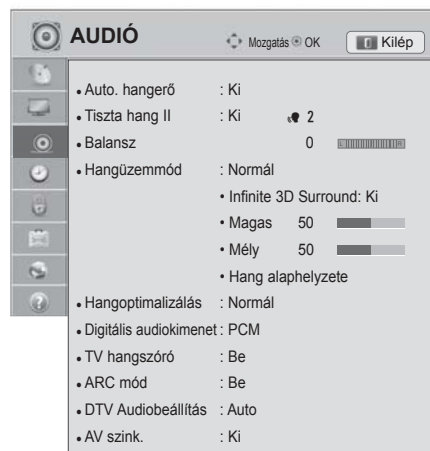 AUDIÓ Mozgatás OK Kilép
• Auto. hangerő : Ki
• Tiszta hang II : Ki 2
• Balansz 0 L R
• Hangüzemmód : Normál
• Infinite 3D Surround: Ki
• Magas 50
• Mély 50
• Hang alaphelyzete
• Hangoptimalizálás : Normál
• Digitális audiokimenet : PCM
• TV hangszóró : Be
• ARC mód : Be
• DTV Audiobeállítás : Auto
• AV szink. : Ki